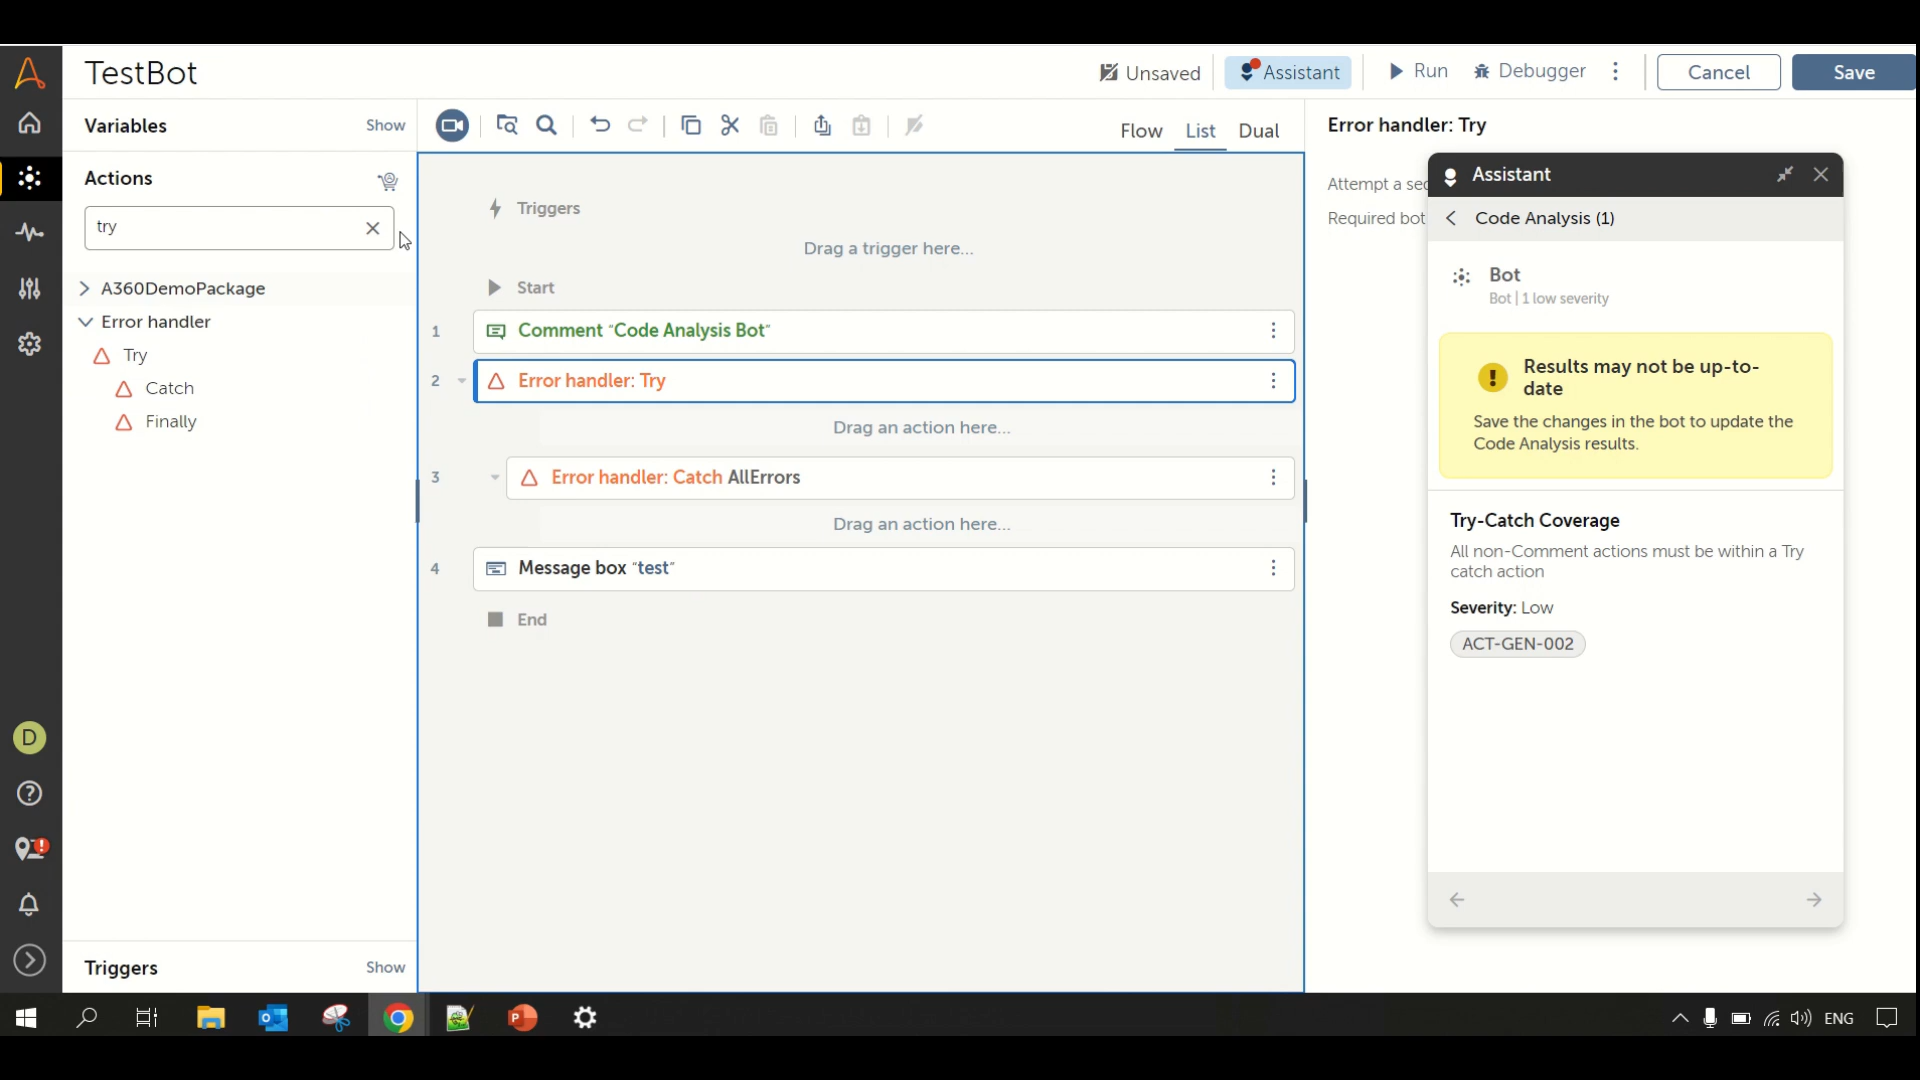 TestBot
Unsaved
Assistant
Run
Debugger
Cancel
Save
Variables
Show
Actions
try
A360DemoPackage
Error handler
Try
Catch
Finally
Triggers
Show
Flow
List
Dual
Triggers
Drag a trigger here...
Start
1
Comment “Code Analysis Bot”
2
Error handler: Try
Drag an action here...
3
Error handler: Catch AllErrors
Drag an action here...
4
Message box “test”
End
Error handler: Try
Attempt a
Required bot
Assistant
Code Analysis (1)
Bot
Bot | 1 low severity
!
Results may not be up-to-
date
Save the changes in the bot to update the
Code Analysis results.
Try-Catch Coverage
All non-Comment actions must be within a Try
catch action
Severity: Low
ACT-GEN-002
D
ENG